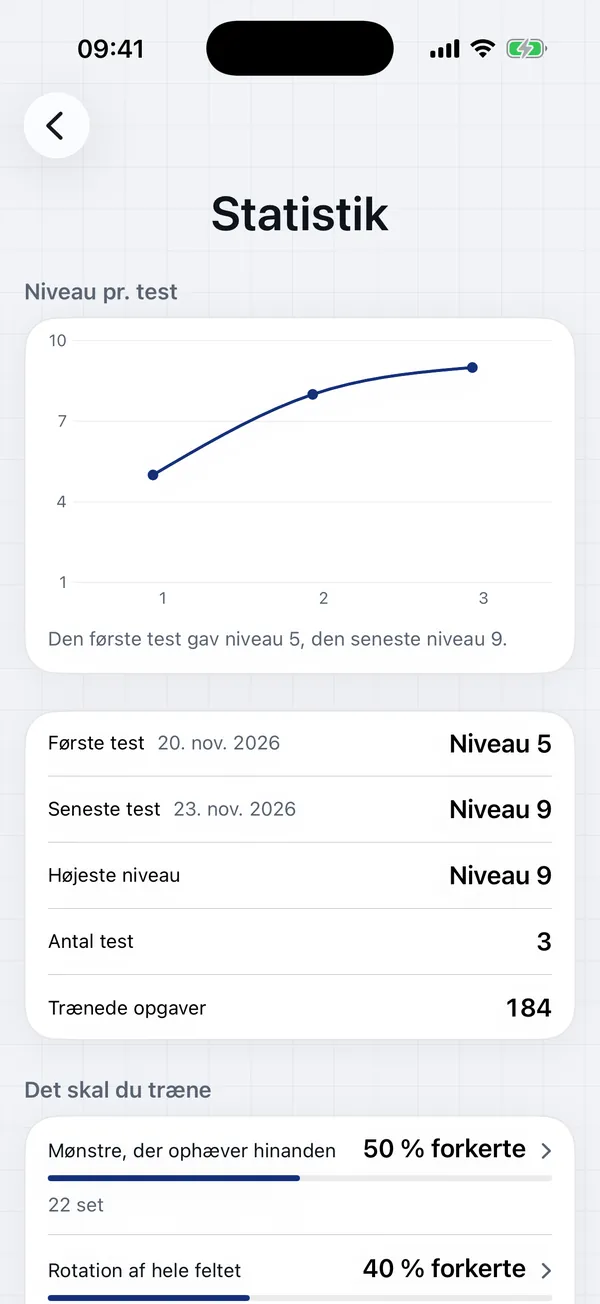 09:41
Statistik
Niveau pr. test
10
7
4
1
1 2 3
Den første test gav niveau 5, den seneste niveau 9.
Første test 20. nov. 2026 Niveau 5
Seneste test 23. nov. 2026 Niveau 9
Højeste niveau Niveau 9
Antal test 3
Trænede opgaver 184
Det skal du træne
Mønstre, der ophæver hinanden 50 % forkerte
22 set
Rotation af hele feltet 40 % forkerte